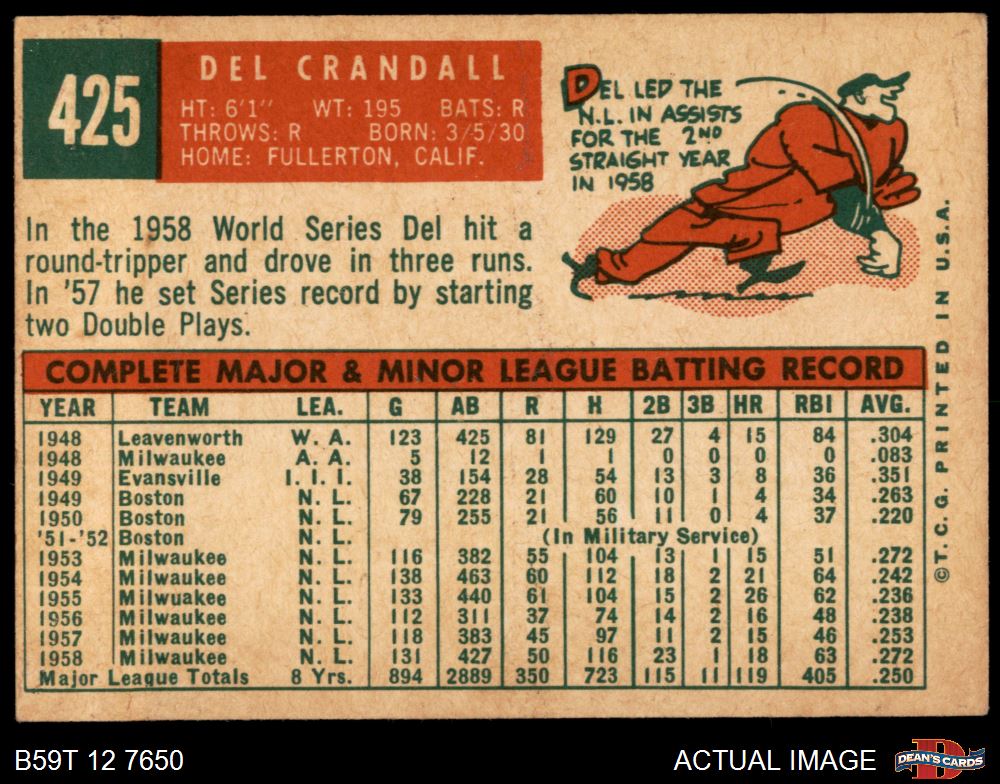 425
DEL CRANDALL
HT: 6'1" WT: 195 BATS: R
THROWS: R BORN: 3/5/30
HOME: FULLERTON, CALIF.
DEL LED THE
N.L. IN ASSISTS
FOR THE 2ND
STRAIGHT YEAR
IN 1958
In the 1958 World Series Del hit a
round-tripper and drove in three runs.
In '57 he set Series record by starting
two Double Plays.
COMPLETE MAJOR & MINOR LEAGUE BATTING RECORD
YEAR TEAM LEA. G AB R H 2B 3B HR RBI AVG.
1948 Leavenworth W. A. 123 425 81 129 27 4 15 84 .304
1948 Milwaukee A. A. 5 12 1 1 0 0 0 0 .083
1949 Evansville I. I. I. 38 154 28 54 13 3 8 36 .351
1949 Boston N. L. 67 228 21 60 10 1 4 34 .263
1950 Boston N. L. 79 255 21 56 11 0 4 37 .220
'51-'52 Boston N. L. (In Military Service)
1953 Milwaukee N. L. 116 382 55 104 13 1 15 51 .272
1954 Milwaukee N. L. 138 463 60 112 18 2 21 64 .242
1955 Milwuakee N. L. 133 440 61 104 15 2 26 62 .236
1956 Milwaukee N. L. 112 311 37 74 14 2 16 48 .238
1957 Milwaukee N. L. 118 383 45 97 11 2 15 46 .253
1958 Milwaukee N. L. 131 427 50 116 23 1 18 63 .272
Major League Totals 8 Yrs. 894 2889 350 723 115 11 119 405 .250
©T.C.G. PRINTED IN U.S.A.
B59T 12 7650
ACTUAL IMAGE
DEAN'S CARDS